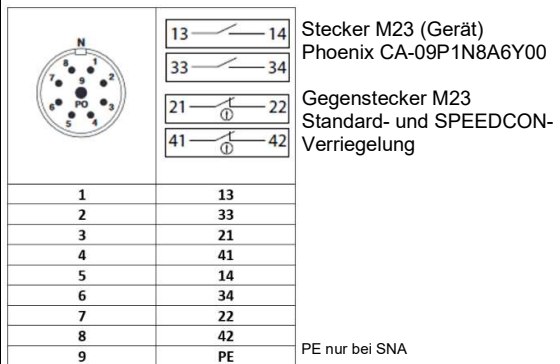 N
8 1
7 2
9
6 PO 3
5 4
13 14
33 34
21 22
41 42
Stecker M23 (Gerät)
Phoenix CA-09P1N8A6Y00
Gegenstecker M23
Standard- und SPEEDCON-
Verriegelung
1 13
2 33
3 21
4 41
5 14
6 34
7 22
8 42
9 PE
PE nur bei SNA